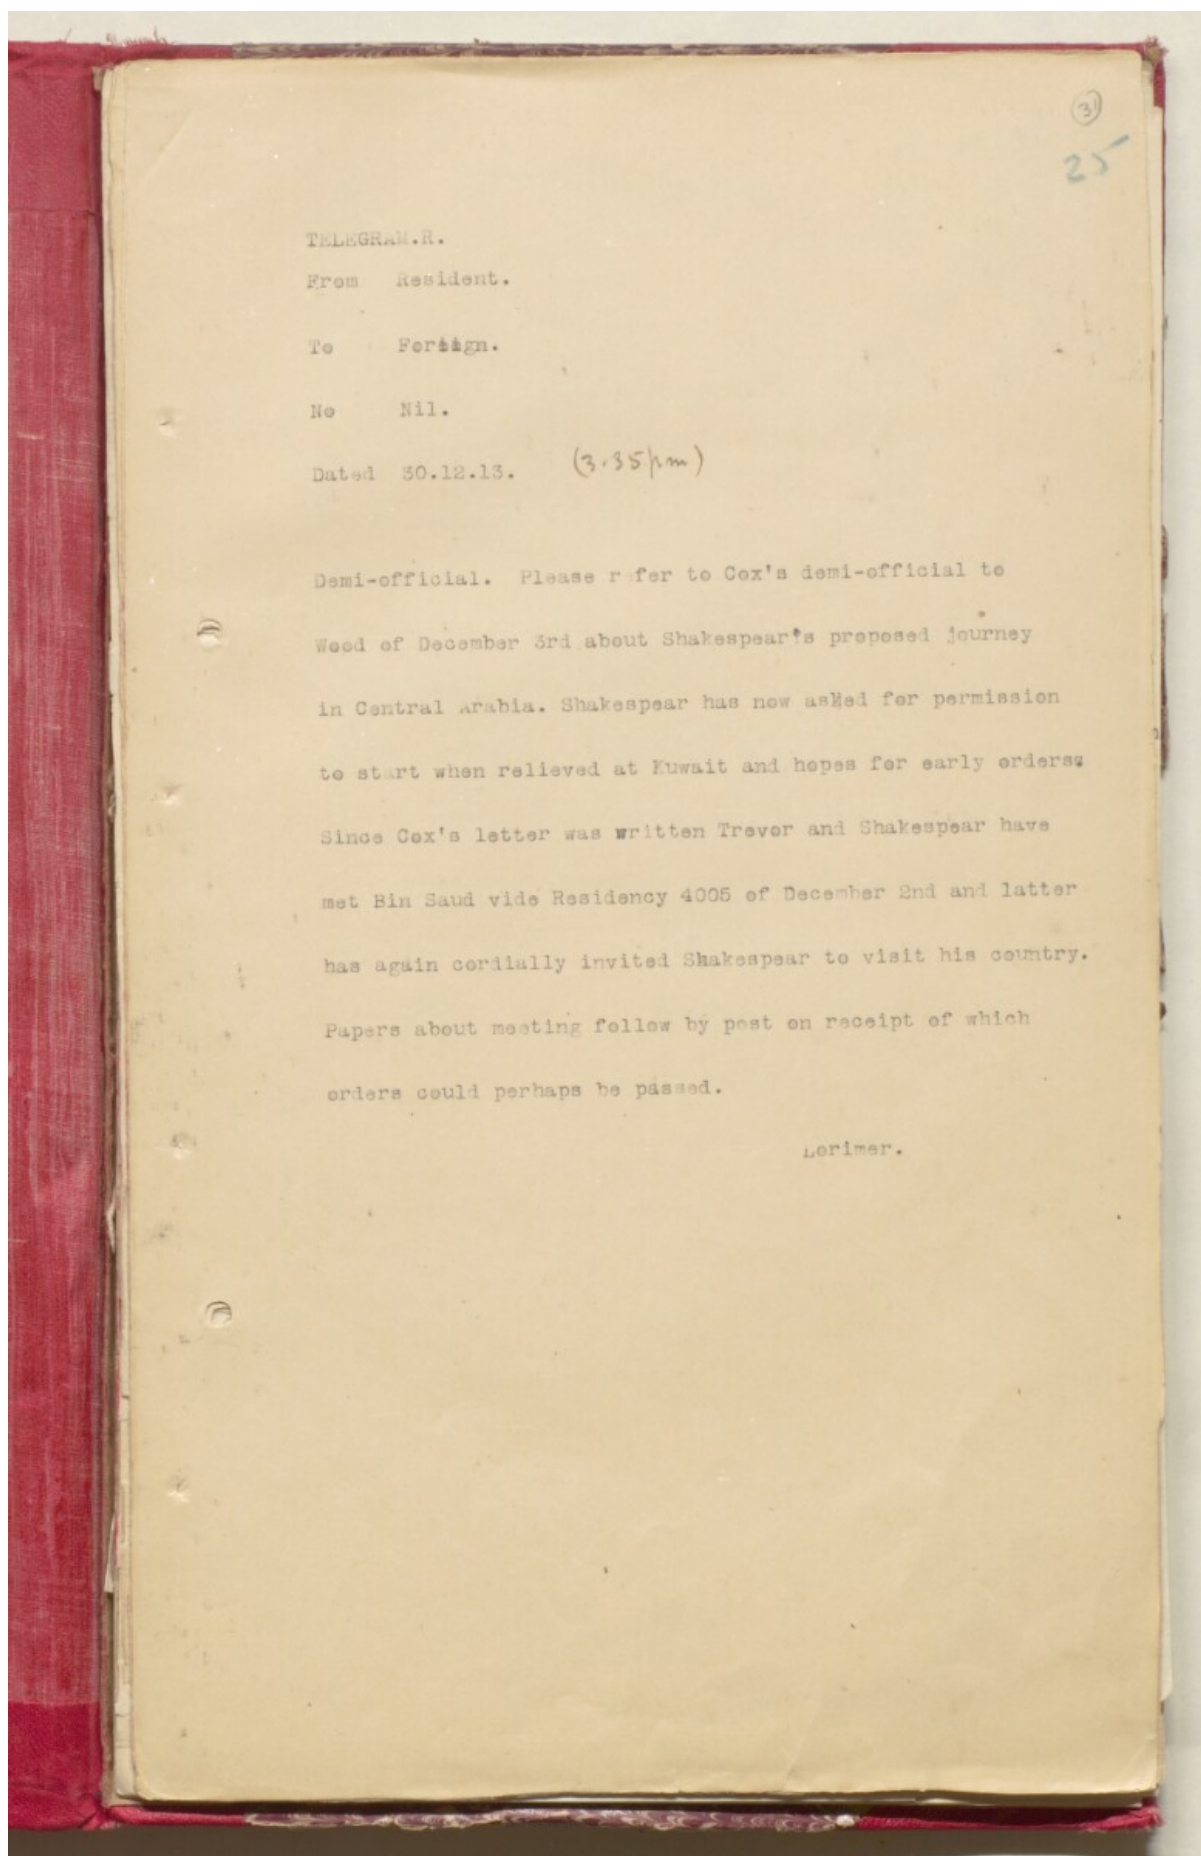 31
25
TELEGRAM.R.
From Resident.
To Foreign.
No Nil.
Dated 30.12.13. (3.35 pm)
Demi-official. Please refer to Cox's demi-official to
Wood of December 3rd about Shakespear's proposed journey
in Central Arabia. Shakespear has now asked for permission
to start when relieved at Kuwait and hopes for early orders.
Since Cox's letter was written Trevor and Shakespear have
met Bin Saud vide Residency 4005 of December 2nd and latter
has again cordially invited Shakespear to visit his country.
Papers about meeting follow by post on receipt of which
orders could perhaps be passed.
Lorimer.